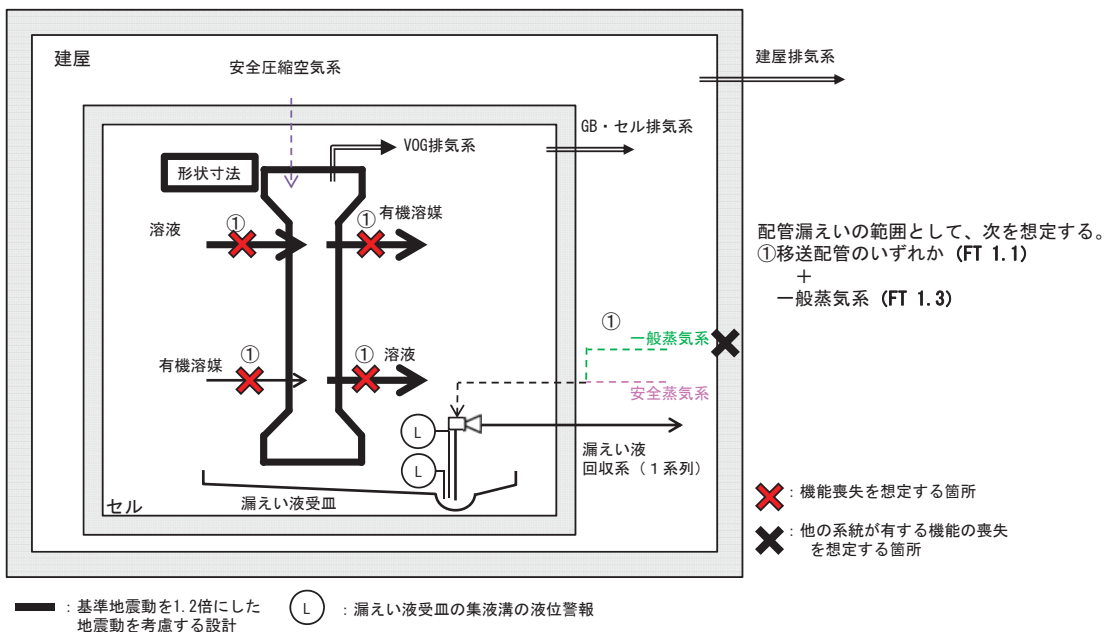 建屋
安全圧縮空気系
建屋排気系
GB・セル排気系
VOG排気系
形状寸法
溶液
①
①
有機溶媒
配管漏えいの範囲として、次を想定する。
①移送配管のいずれか (FT 1.1)
+
一般蒸気系 (FT 1.3)
①
一般蒸気系
有機溶媒
①
①
溶液
安全蒸気系
L
L
漏えい液
回収系（１系列）
漏えい液受皿
セル
：機能喪失を想定する箇所
：他の系統が有する機能の喪失
を想定する箇所
：基準地震動を1.2倍にした
地震動を考慮する設計
L
：漏えい液受皿の集液溝の液位警報